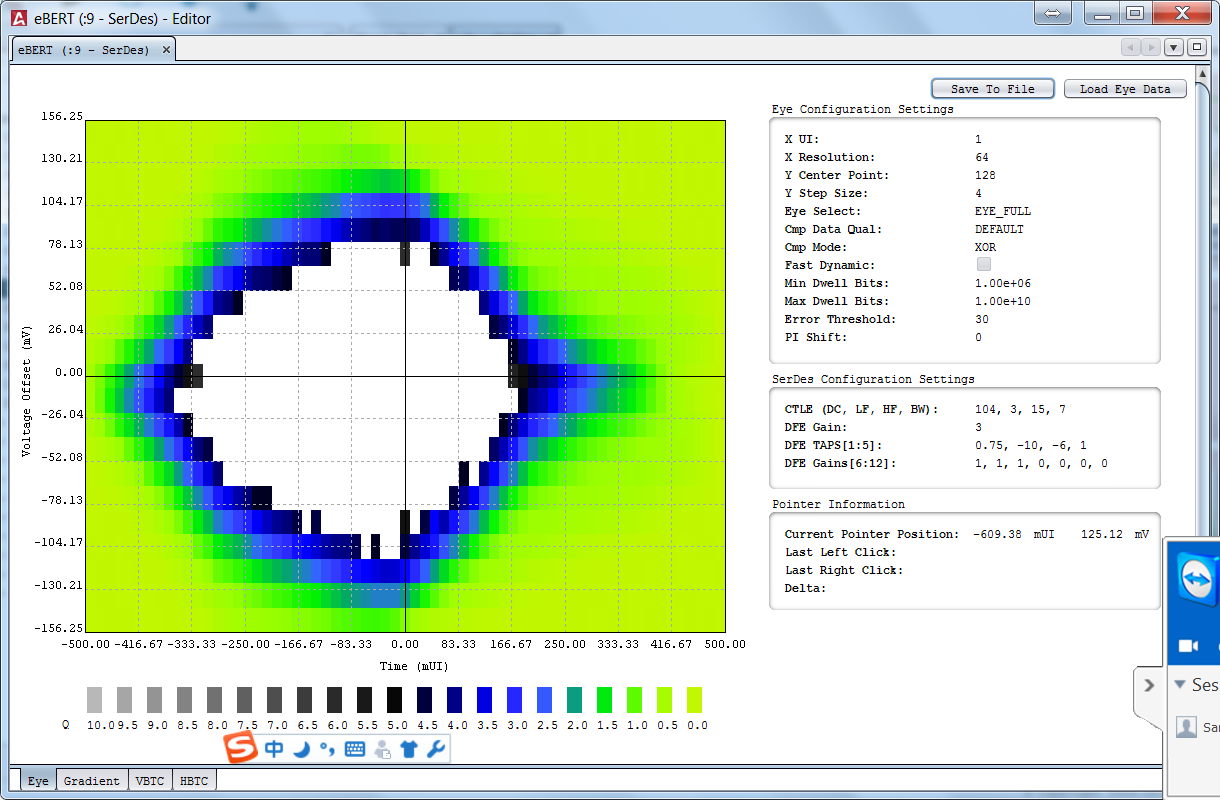 eBERT (:9 - SerDes) - Editor
eBERT (:9 - SerDes) ×
Save To File Load Eye Data
Eye Configuration Settings
X UI: 1
X Resolution: 64
Y Center Point: 128
Y Step Size: 4
Eye Select: EYE_FULL
Cmp Data Qual: DEFAULT
Cmp Mode: XOR
Fast Dynamic:
Min Dwell Bits: 1.00e+06
Max Dwell Bits: 1.00e+10
Error Threshold: 30
PI Shift: 0
SerDes Configuration Settings
CTLE (DC, LF, HF, BW): 104, 3, 15, 7
DFE Gain: 3
DFE TAPS[1:5]: 0.75, -10, -6, 1
DFE Gains[6:12]: 1, 1, 1, 0, 0, 0, 0
Pointer Information
Current Pointer Position: -609.38 mUI 125.12 mV
Last Left Click:
Last Right Click:
Delta:
Voltage Offset (mV)
156.25
130.21
104.17
78.13
52.08
26.04
0.00
-26.04
-52.08
-78.13
-104.17
-130.21
-156.25
-500.00 -416.67 -333.33 -250.00 -166.67 -83.33 0.00 83.33 166.67 250.00 333.33 416.67 500.00
Time (mUI)
Q 10.0 9.5 9.0 8.5 8.0 7.5 7.0 6.5 6.0 5.5 5.0 4.5 4.0 3.5 3.0 2.5 2.0 1.5 1.0 0.5 0.0
中
Eye Gradient VBTC HBTC
Ses
Sar